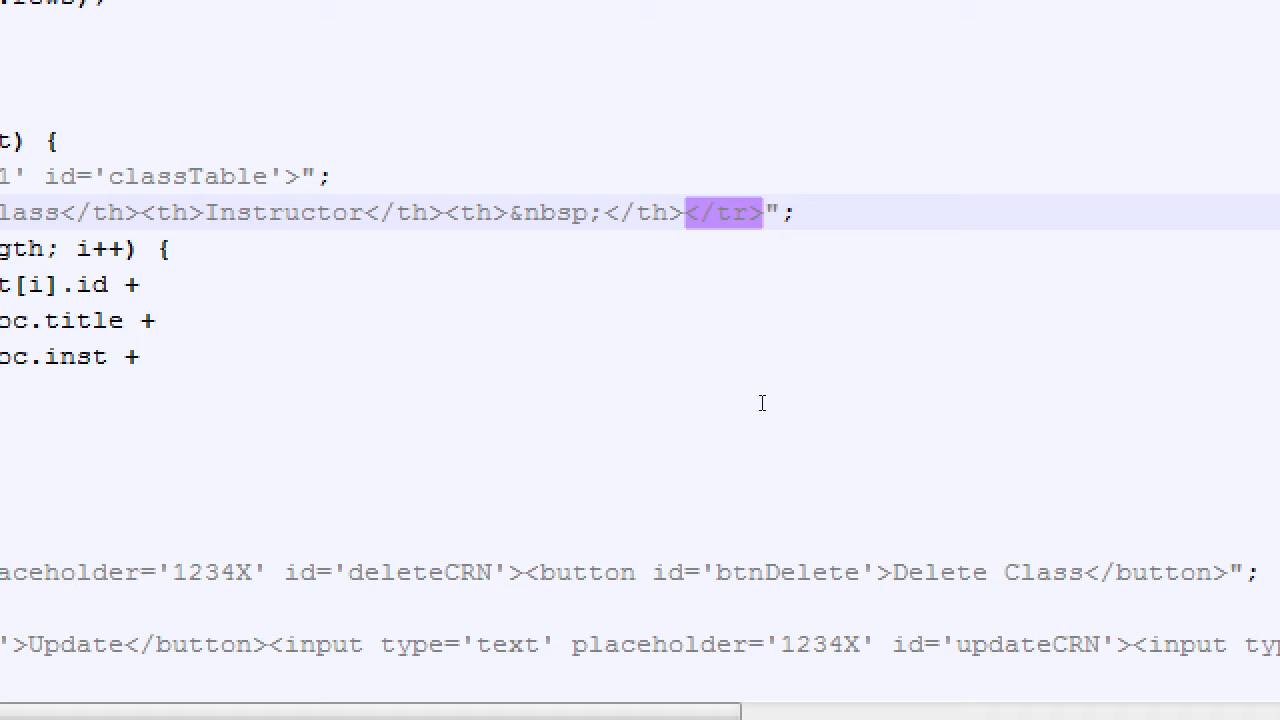 t) {
1' id='classTable'>";
lass</th><th>Instructor</th><th>&nbsp;</th></tr>";
gth; i++) {
t[i].id +
oc.title +
oc.inst +
aceholder='1234X' id='deleteCRN'><button id='btnDelete'>Delete Class</button>";
'>Update</button><input type='text' placeholder='1234X' id='updateCRN'><input typ